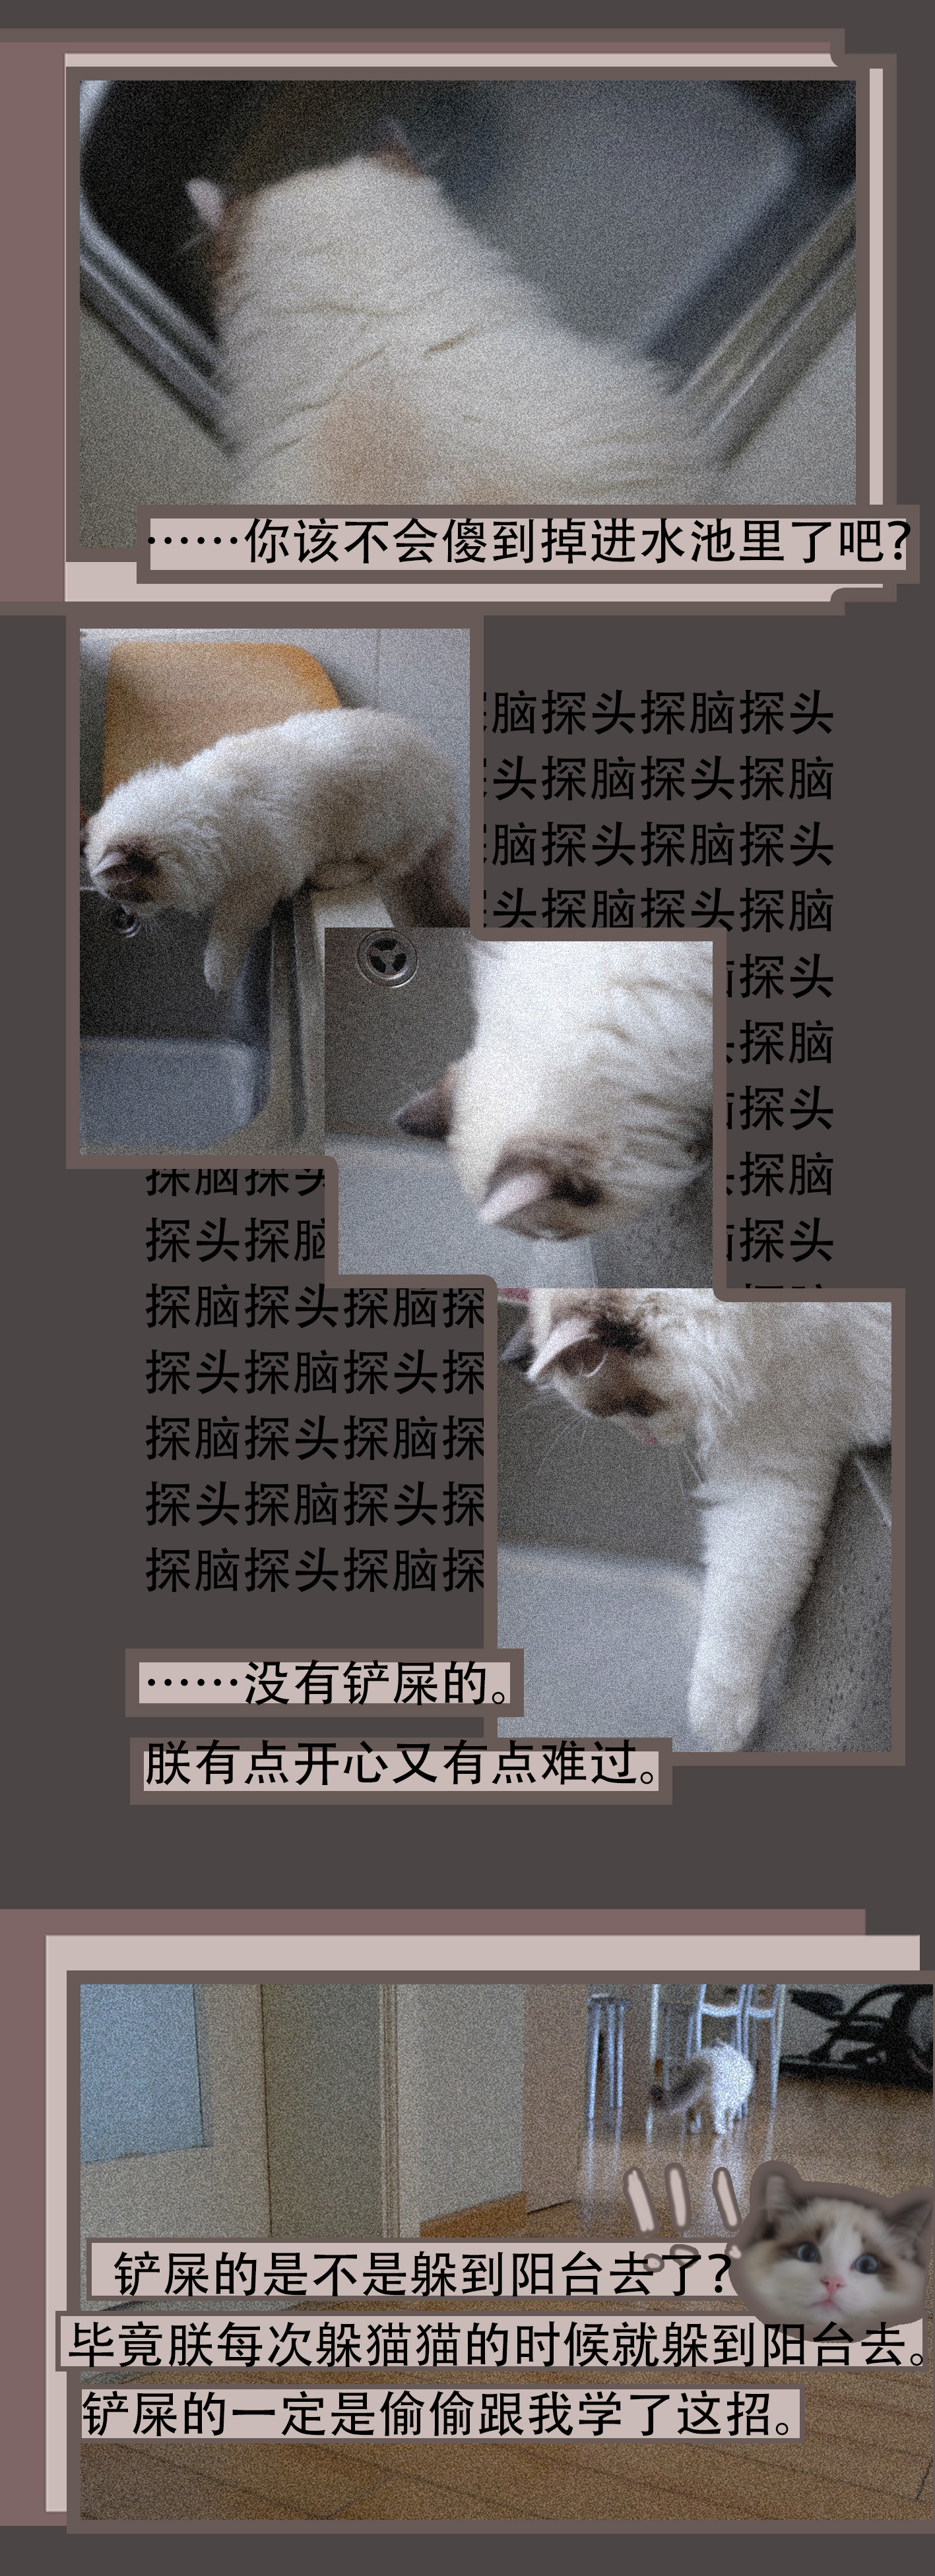 ……你该不会傻到掉进水池里了吧?
脑探头探脑探头
头探脑探头探脑
脑探头探脑探头
头探脑探头探脑
探头
探脑
探头
探脑探头
探脑
探头探脑
探头
探脑探头探脑探
探头探脑探头探
探脑探头探脑探
探头探脑探头探
探脑探头探脑探
……没有铲屎的。
朕有点开心又有点难过。
铲屎的是不是躲到阳台去了?
毕竟朕每次躲猫猫的时候就躲到阳台去。
铲屎的一定是偷偷跟我学了这招。